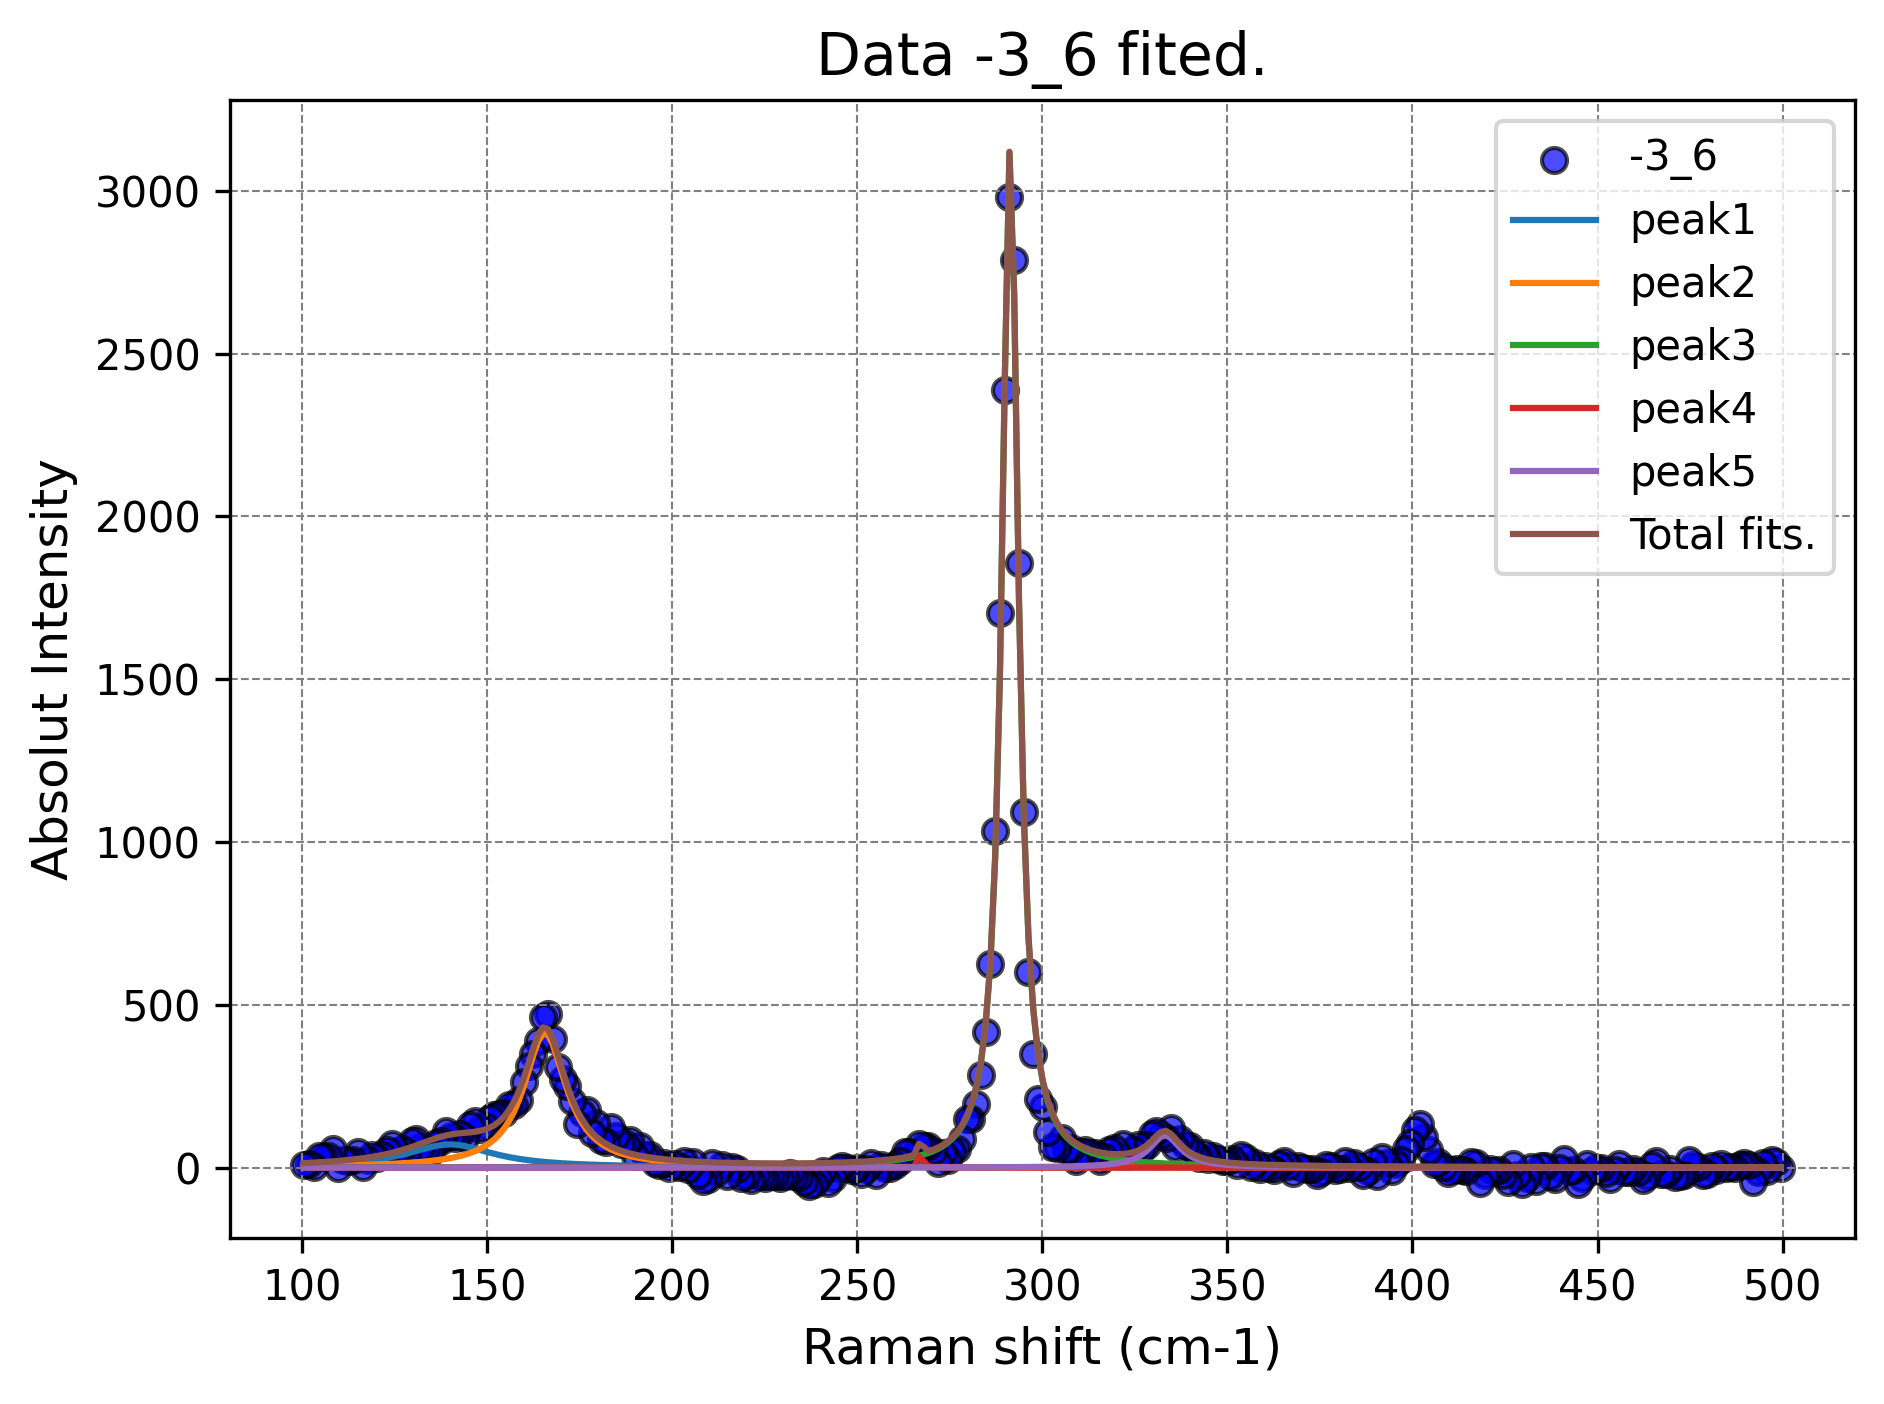 Data -3_6 fited.
-3_6
peak1
peak2
peak3
peak4
peak5
Total fits.
Absolut Intensity
3000
2500
2000
1500
1000
500
0
100 150 200 250 300 350 400 450 500
Raman shift (cm-1)